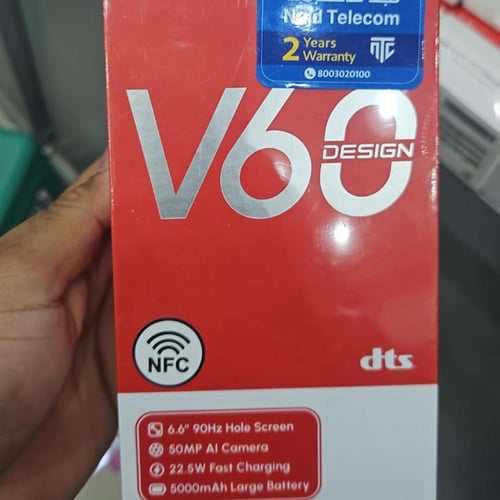 Najd Telecom
2 Years
Warranty
NTC
8003020100
V60
DESIGN
NFC
dts
6.6" 90Hz Hole Screen
50MP AI Camera
22.5W Fast Charging
5000mAh Large Battery